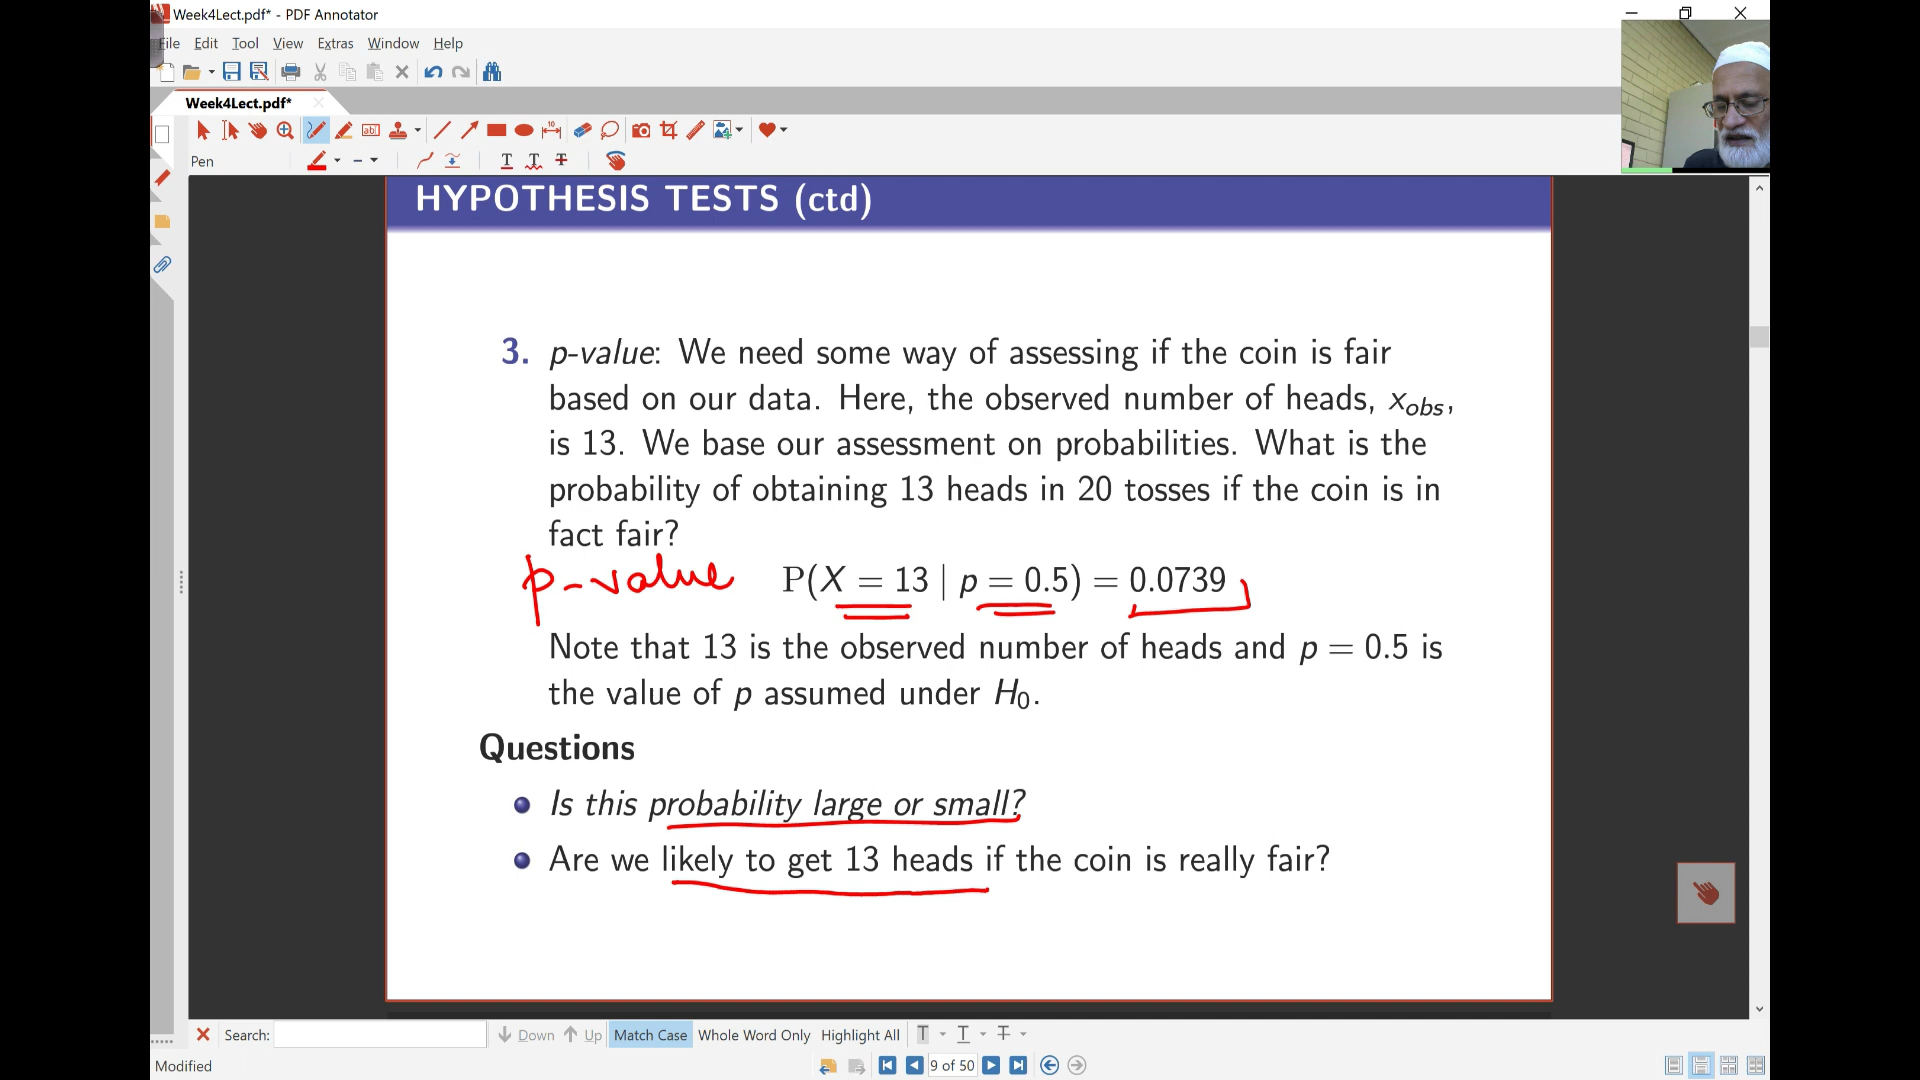 Week4Lect.pdf* - PDF Annotator
File Edit Tool View Extras Window Help
Week4Lect.pdf*
Pen
HYPOTHESIS TESTS (ctd)
3. p-value: We need some way of assessing if the coin is fair
based on our data. Here, the observed number of heads, xobs,
is 13. We base our assessment on probabilities. What is the
probability of obtaining 13 heads in 20 tosses if the coin is in
fact fair?
p-value P(X = 13 | p = 0.5) = 0.0739
Note that 13 is the observed number of heads and p = 0.5 is
the value of p assumed under H0.
Questions
Is this probability large or small?
Are we likely to get 13 heads if the coin is really fair?
Search: Down Up Match Case Whole Word Only Highlight All
Modified 9 of 50